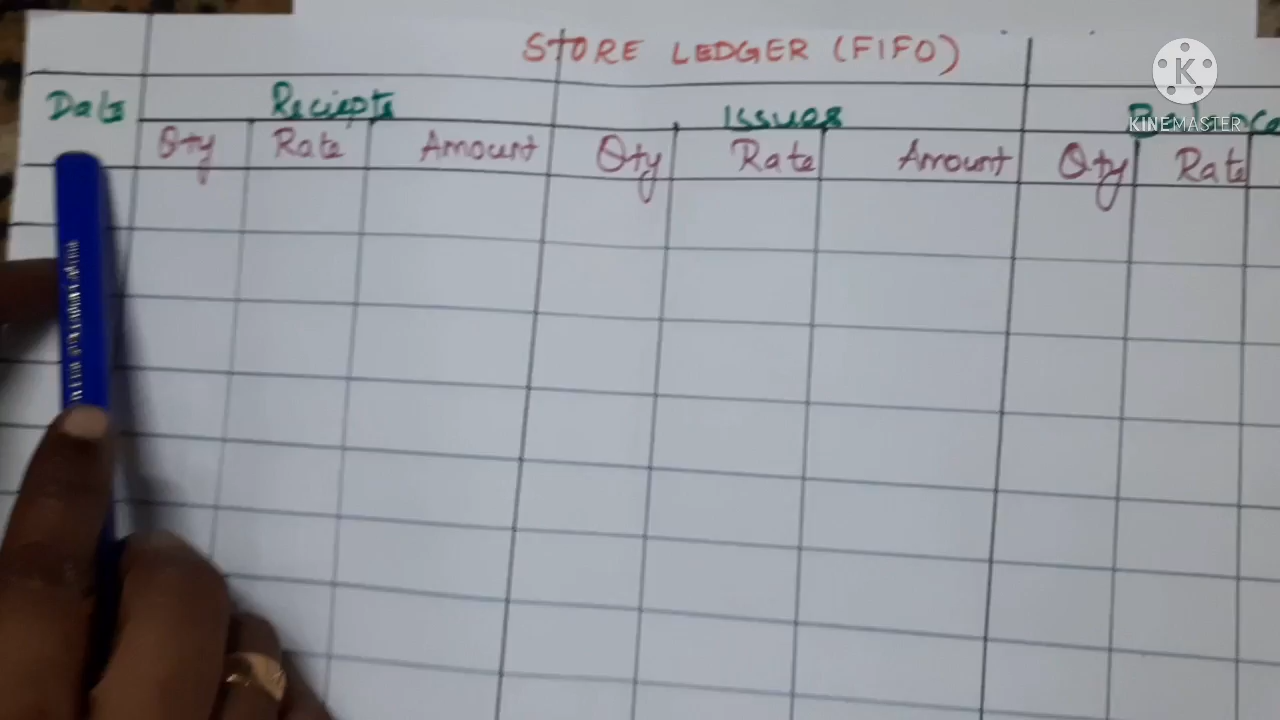 STORE LEDGER (FIFO)
Date Reciepts Issues
Qty Rate Amount Qty Rate Amount Qty Rate
K
KINEMASTER